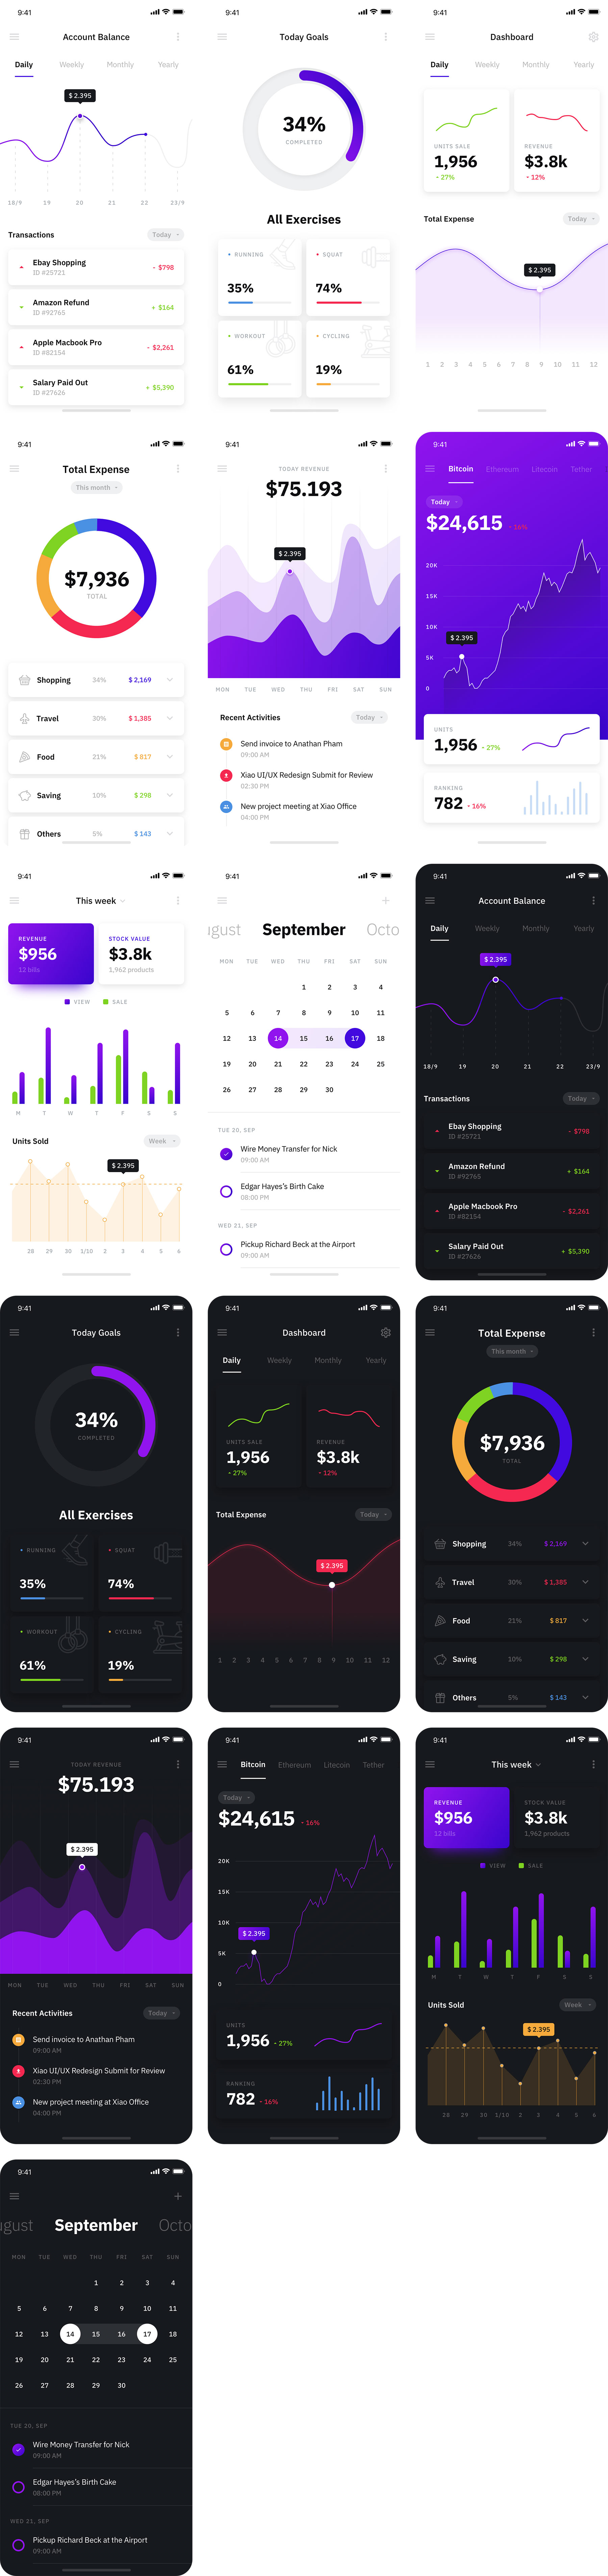 9:41
Account Balance
Daily Weekly Monthly Yearly
$ 2,395
18/9 19 20 21 22 23/9
Transactions Today
Ebay Shopping - $798
ID #25721
Amazon Refund + $164
ID #92765
Apple Macbook Pro - $2,261
ID #82154
Salary Paid Out + $5,390
ID #27626
9:41
Today Goals
34%
COMPLETED
All Exercises
RUNNING SQUAT
35% 74%
WORKOUT CYCLING
61% 19%
9:41
Dashboard
Daily Weekly Monthly Yearly
UNITS SALE REVENUE
1,956 $3.8k
27% 12%
Total Expense Today
$ 2,395
1 2 3 4 5 6 7 8 9 10 11 12
9:41
Total Expense
This month
$7,936
TOTAL
Shopping 34% $ 2,169
Travel 30% $ 1,385
Food 21% $ 817
Saving 10% $ 298
Others 5% $ 143
9:41
TODAY REVENUE
$75.193
$ 2.395
MON TUE WED THU FRI SAT SUN
Recent Activities Today
Send invoice to Anathan Pham
09:00 AM
Xiao UI/UX Redesign Submit for Review
02:30 PM
New project meeting at Xiao Office
04:00 PM
9:41
Bitcoin Ethereum Litecoin Tether
Today
$24,615 16%
20K
15K
10K
$ 2.395
5K
0
UNITS
1,956 27%
RANKING
782 16%
9:41
This week
REVENUE STOCK VALUE
$956 $3.8k
12 bills 1,962 products
VIEW SALE
M T W T F S S
Units Sold Week
$ 2.395
28 29 30 1/10 2 3 4 5 6
9:41
ugust September Octo
MON TUE WED THU FRI SAT SUN
1 2 3 4
5 6 7 8 9 10 11
12 13 14 15 16 17 18
19 20 21 22 23 24 25
26 27 28 29 30
TUE 20, SEP
Wire Money Transfer for Nick
09:00 AM
Edgar Hayes's Birth Cake
08:00 PM
WED 21, SEP
Pickup Richard Beck at the Airport
09:00 AM
9:41
Account Balance
Daily Weekly Monthly Yearly
$ 2.395
18/9 19 20 21 22 23/9
Transactions Today
Ebay Shopping - $798
ID #25721
Amazon Refund + $164
ID #92765
Apple Macbook Pro - $2,261
ID #82154
Salary Paid Out + $5,390
ID #27626
9:41
Today Goals
34%
COMPLETED
All Exercises
RUNNING SQUAT
35% 74%
WORKOUT CYCLING
61% 19%
9:41
Dashboard
Daily Weekly Monthly Yearly
UNITS SALE REVENUE
1,956 $3.8k
27% 12%
Total Expense Today
$ 2.395
1 2 3 4 5 6 7 8 9 10 11 12
9:41
Total Expense
This month
$7,936
TOTAL
Shopping 34% $ 2,169
Travel 30% $ 1,385
Food 21% $ 817
Saving 10% $ 298
Others 5% $ 143
9:41
TODAY REVENUE
$75.193
$ 2.395
MON TUE WED THU FRI SAT SUN
Recent Activities Today
Send invoice to Anathan Pham
09:00 AM
Xiao UI/UX Redesign Submit for Review
02:30 PM
New project meeting at Xiao Office
04:00 PM
9:41
Bitcoin Ethereum Litecoin Tether
Today
$24,615 16%
20K
15K
10K
$ 2.395
5K
0
UNITS
1,956 27%
RANKING
782 16%
9:41
This week
REVENUE STOCK VALUE
$956 $3.8k
12 bills 1,962 products
VIEW SALE
M T W T F S S
Units Sold Week
$ 2.395
28 29 30 1/10 2 3 4 5 6
9:41
ugust September Octo
MON TUE WED THU FRI SAT SUN
1 2 3 4
5 6 7 8 9 10 11
12 13 14 15 16 17 18
19 20 21 22 23 24 25
26 27 28 29 30
TUE 20, SEP
Wire Money Transfer for Nick
09:00 AM
Edgar Hayes's Birth Cake
08:00 PM
WED 21, SEP
Pickup Richard Beck at the Airport
09:00 AM